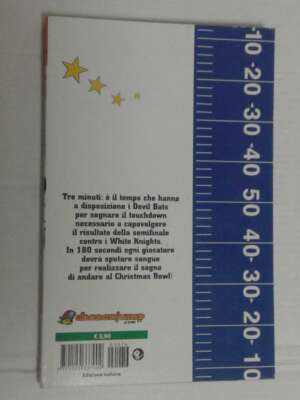 -10 -20 -30 -40 50 40- 30- 20- 10-
Tre minuti: è il tempo che hanno
a disposizione i Devil Bats
per segnare il touchdown
necessario a capovolgere
il risultato della semifinale
contro i White Knights.
In 180 secondi ogni giocatore
dovrà sputare sangue
per realizzare il sogno
di andare al Christmas Bowl!
€ 3,90
Edizione Italiana